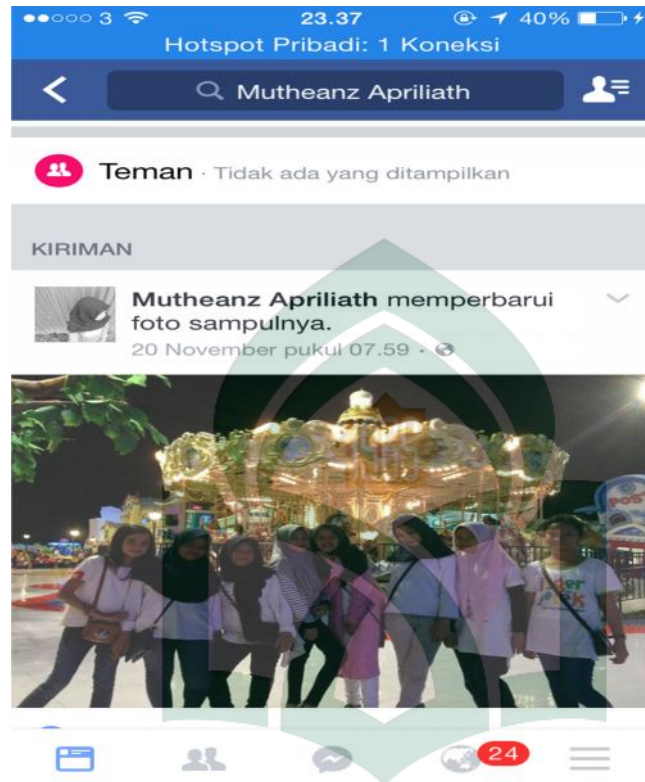 3 23.37 40%
Hotspot Pribadi: 1 Koneksi
Mutheanz Apriliath
Teman · Tidak ada yang ditampilkan
KIRIMAN
Mutheanz Apriliath memperbarui
foto sampulnya.
20 November pukul 07.59 ·
POS
24